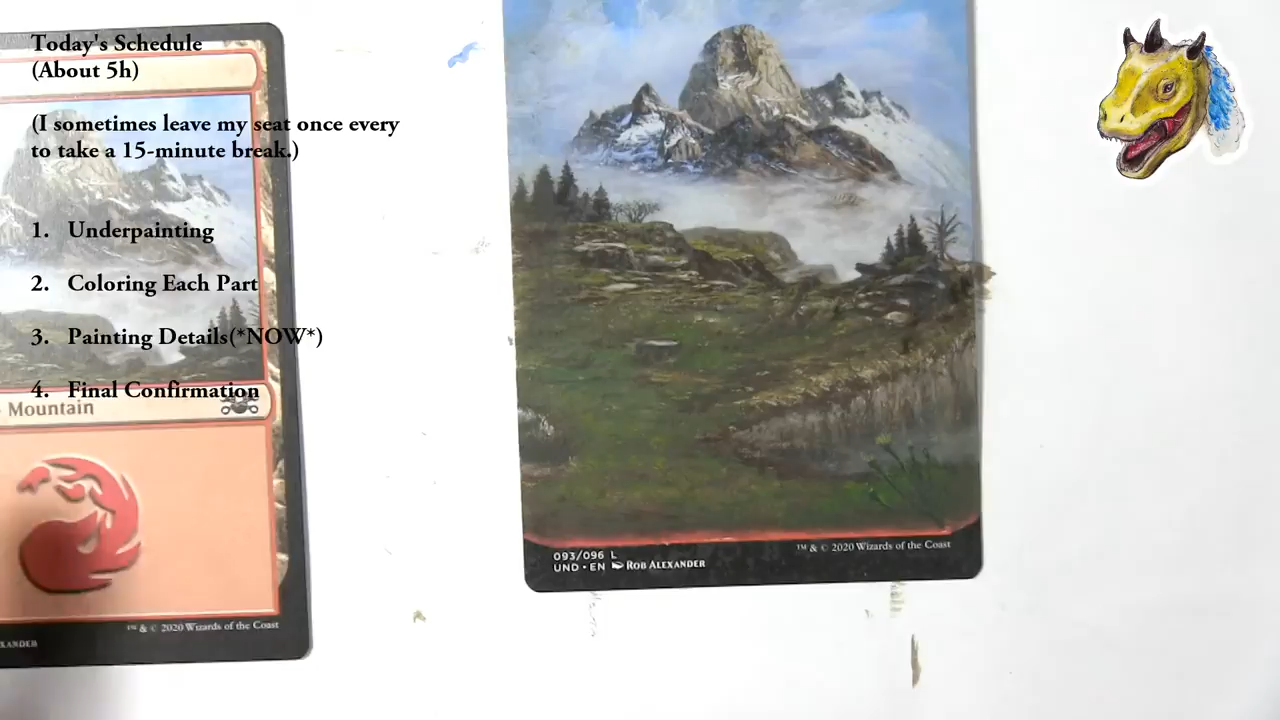 Today's Schedule
(About 5h)
(I sometimes leave my seat once every
to take a 15-minute break.)
1. Underpainting
2. Coloring Each Part
3. Painting Details(*NOW*)
4. Final Confirmation
Mountain
™ & © 2020 Wizards of the Coast
093/096 L
UND • EN ROB ALEXANDER
™ & © 2020 Wizards of the Coast